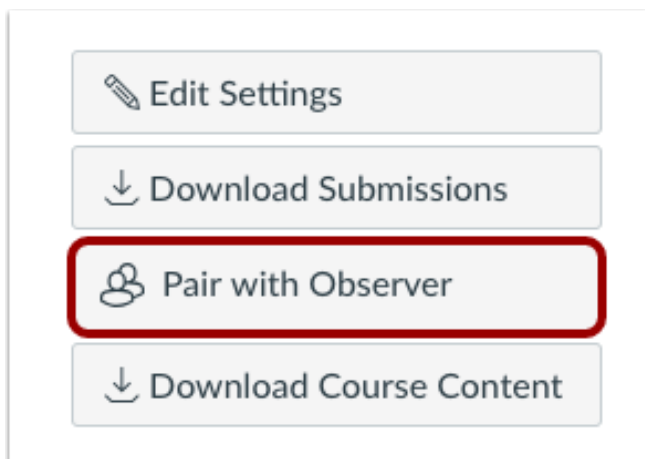 Edit Settings
Download Submissions
Pair with Observer
Download Course Content